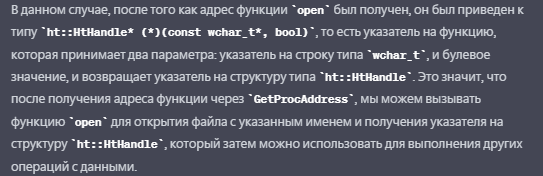 В данном случае, после того как адрес функции `open` был получен, он был приведен к
типу `ht::HtHandle* (*)(const wchar_t*, bool)`, то есть указатель на функцию,
которая принимает два параметра: указатель на строку типа `wchar_t`, и булевое
значение, и возвращает указатель на структуру типа `ht::HtHandle`. Это значит, что
после получения адреса функции через `GetProcAddress`, мы можем вызывать
функцию `open` для открытия файла с указанным именем и получения указателя на
структуру `ht::HtHandle`, который затем можно использовать для выполнения других
операций с данными.